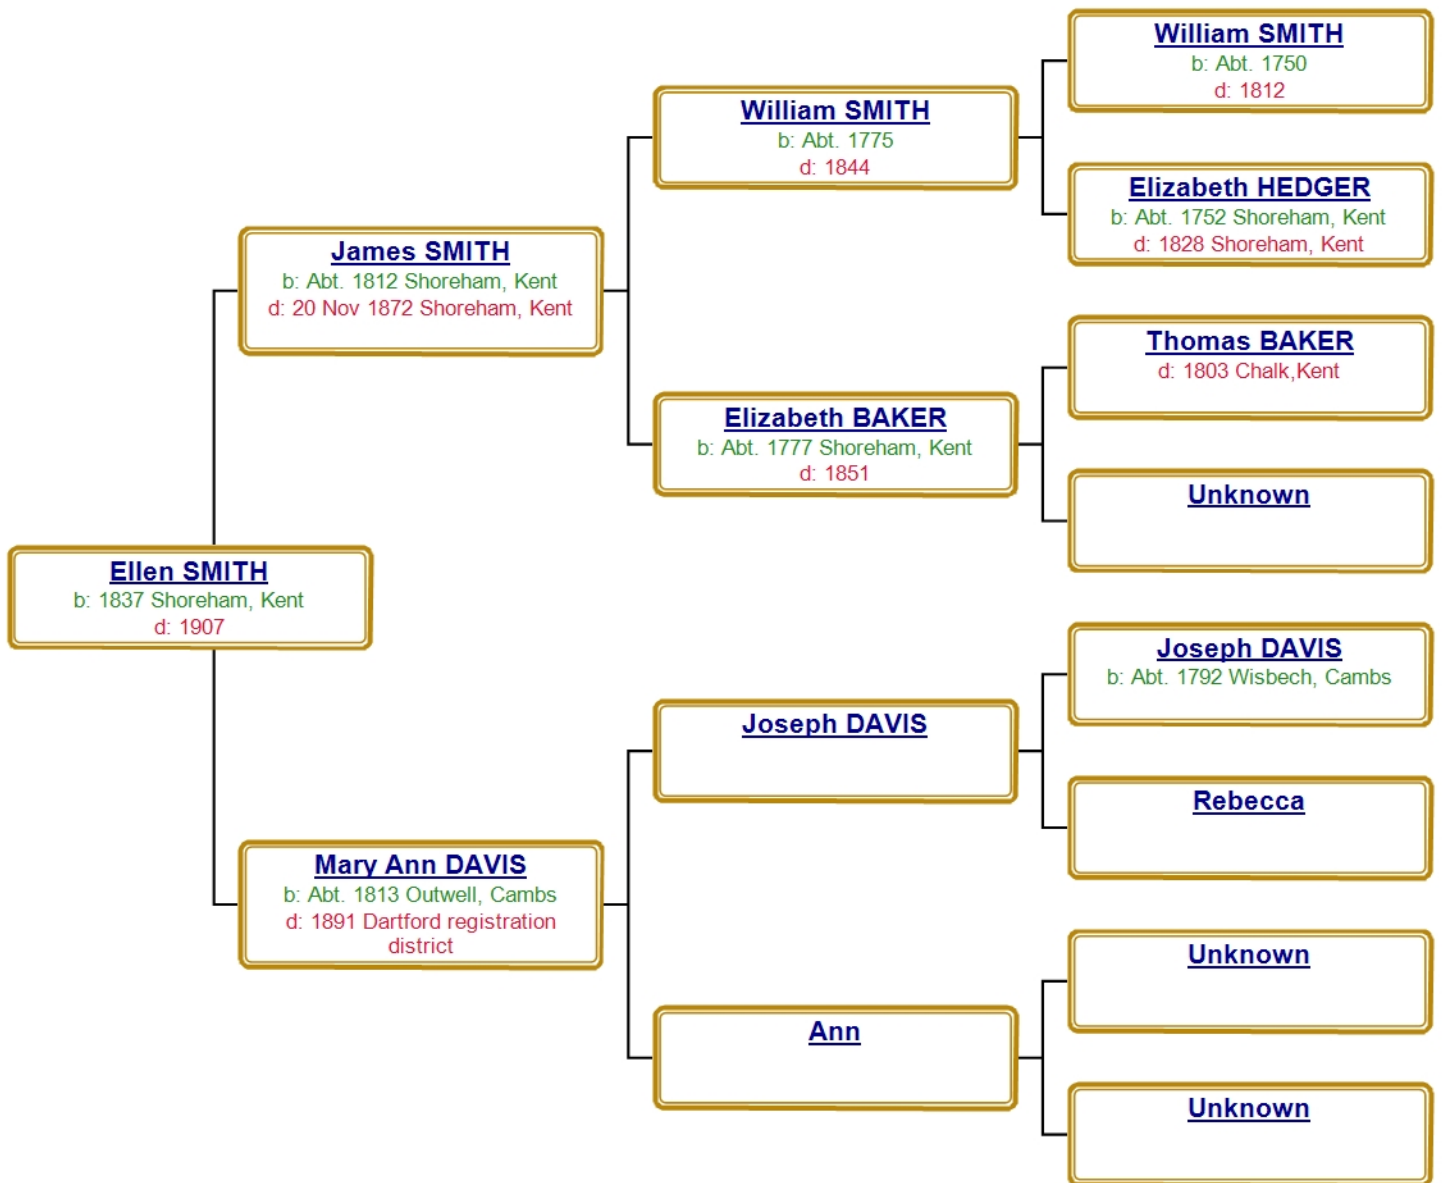 William SMITH
b: Abt. 1750
d: 1812
William SMITH
b: Abt. 1775
d: 1844
Elizabeth HEDGER
b: Abt. 1752 Shoreham, Kent
d: 1828 Shoreham, Kent
James SMITH
b: Abt. 1812 Shoreham, Kent
d: 20 Nov 1872 Shoreham, Kent
Thomas BAKER
d: 1803 Chalk,Kent
Elizabeth BAKER
b: Abt. 1777 Shoreham, Kent
d: 1851
Unknown
Ellen SMITH
b: 1837 Shoreham, Kent
d: 1907
Joseph DAVIS
b: Abt. 1792 Wisbech, Cambs
Joseph DAVIS
Rebecca
Mary Ann DAVIS
b: Abt. 1813 Outwell, Cambs
d: 1891 Dartford registration
district
Unknown
Ann
Unknown